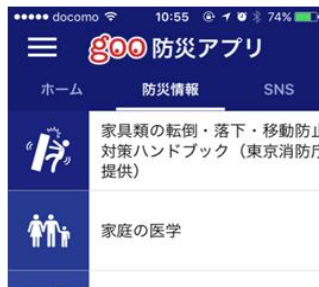 docomo 10:55 74%
goo 防災アプリ
ホーム 防災情報 SNS
家具類の転倒・落下・移動防止
対策ハンドブック（東京消防庁
提供）
家庭の医学